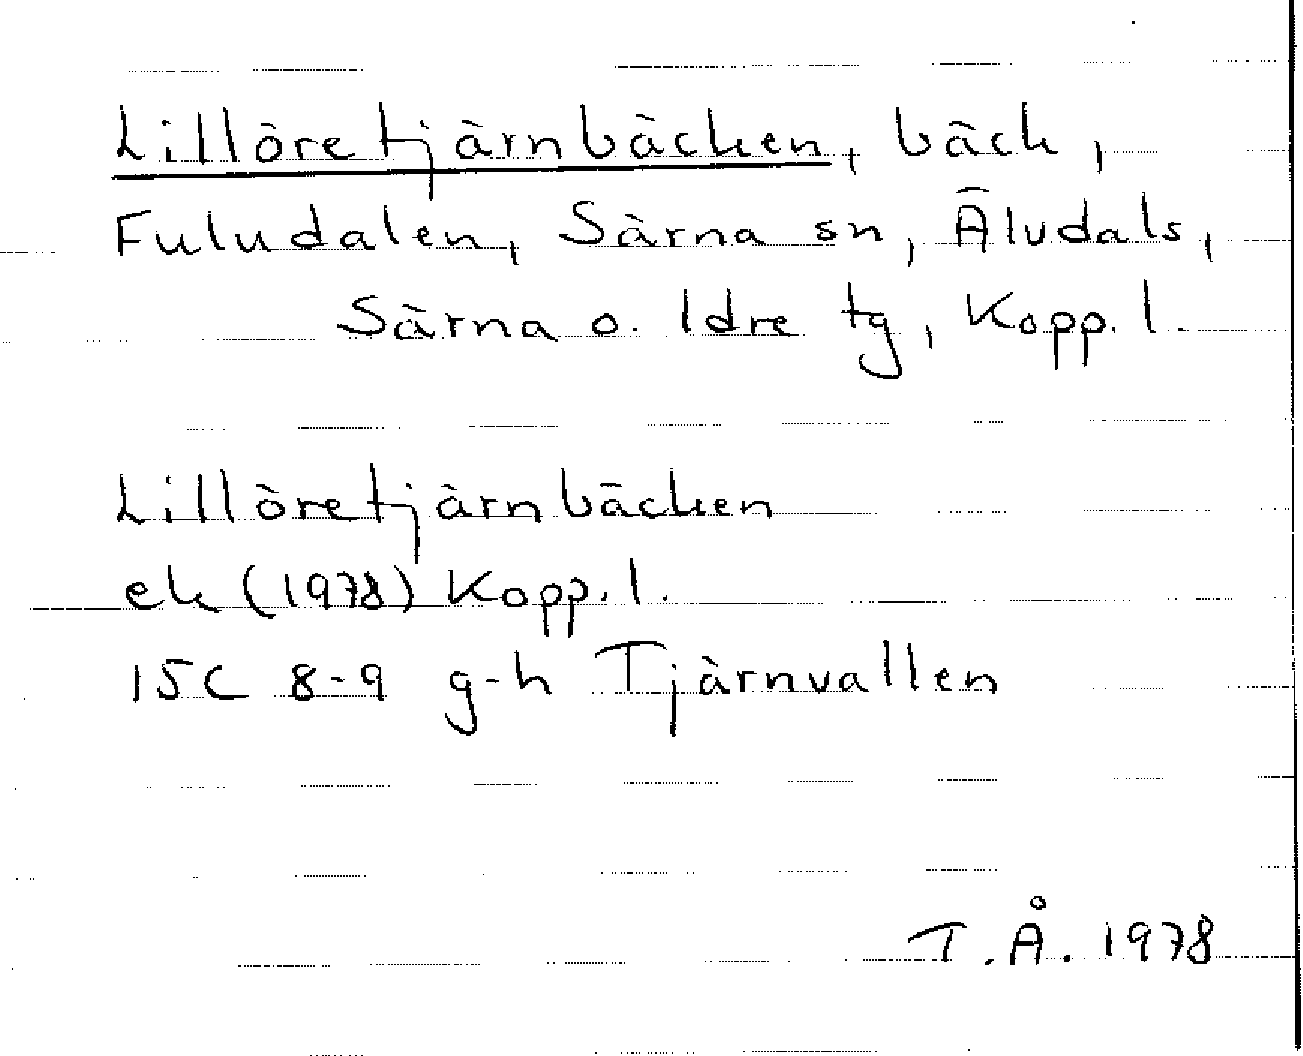 Lillöretjärnbäcken, bäck,
Fuludalen, Särna sn, Älvdals,
Särna o. Idre tg, Kopp. l.
Lillöretjärnbäcken
ek (1978) Kopp. l.
15C 8-9 g-h Tjärnvallen
T.Å. 1978